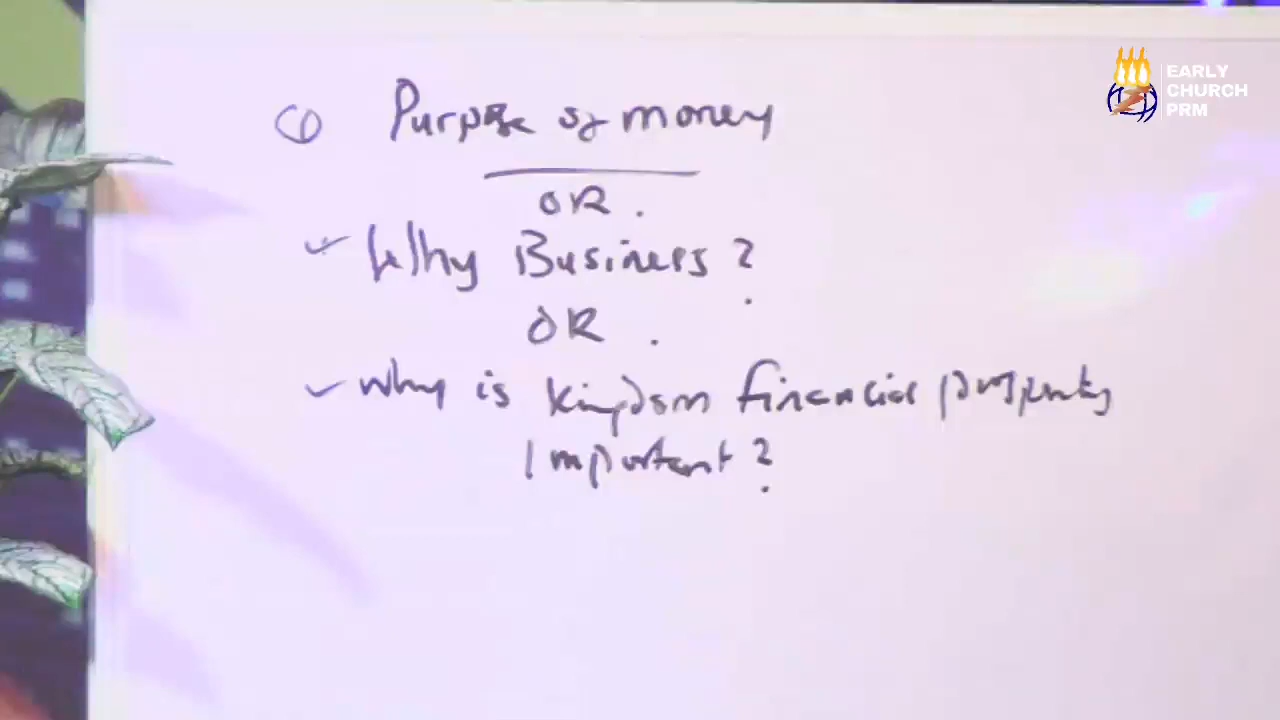 EARLY
CHURCH
PRM
① Purpose of money
OR.
✓ Why Business?
OR.
✓ Why is kingdom financial prosperity
Important?